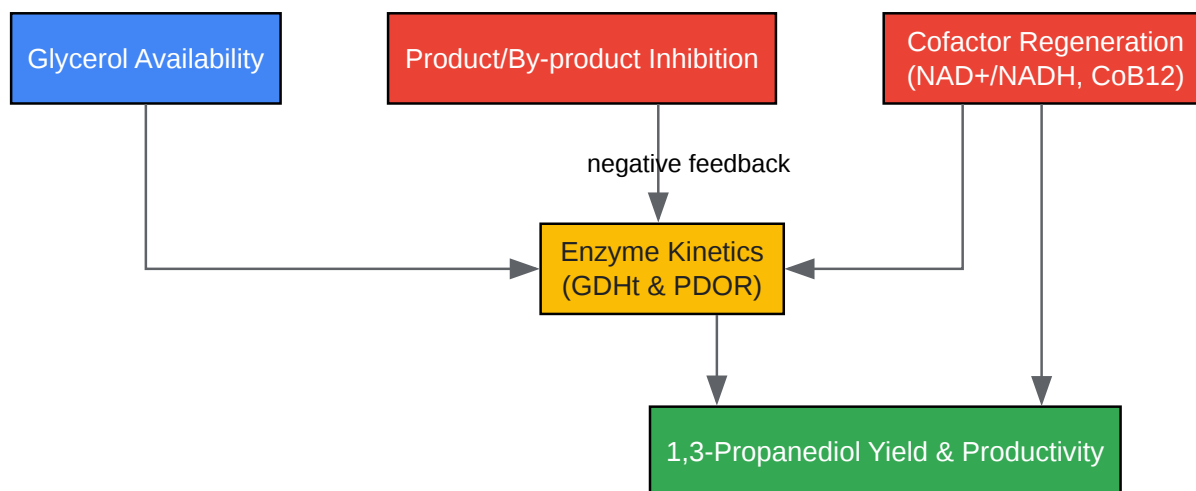 Glycerol Availability
Product/By-product Inhibition
Cofactor Regeneration
(NAD+/NADH, CoB12)
negative feedback
Enzyme Kinetics
(GDHt & PDOR)
1,3-Propanediol Yield & Productivity